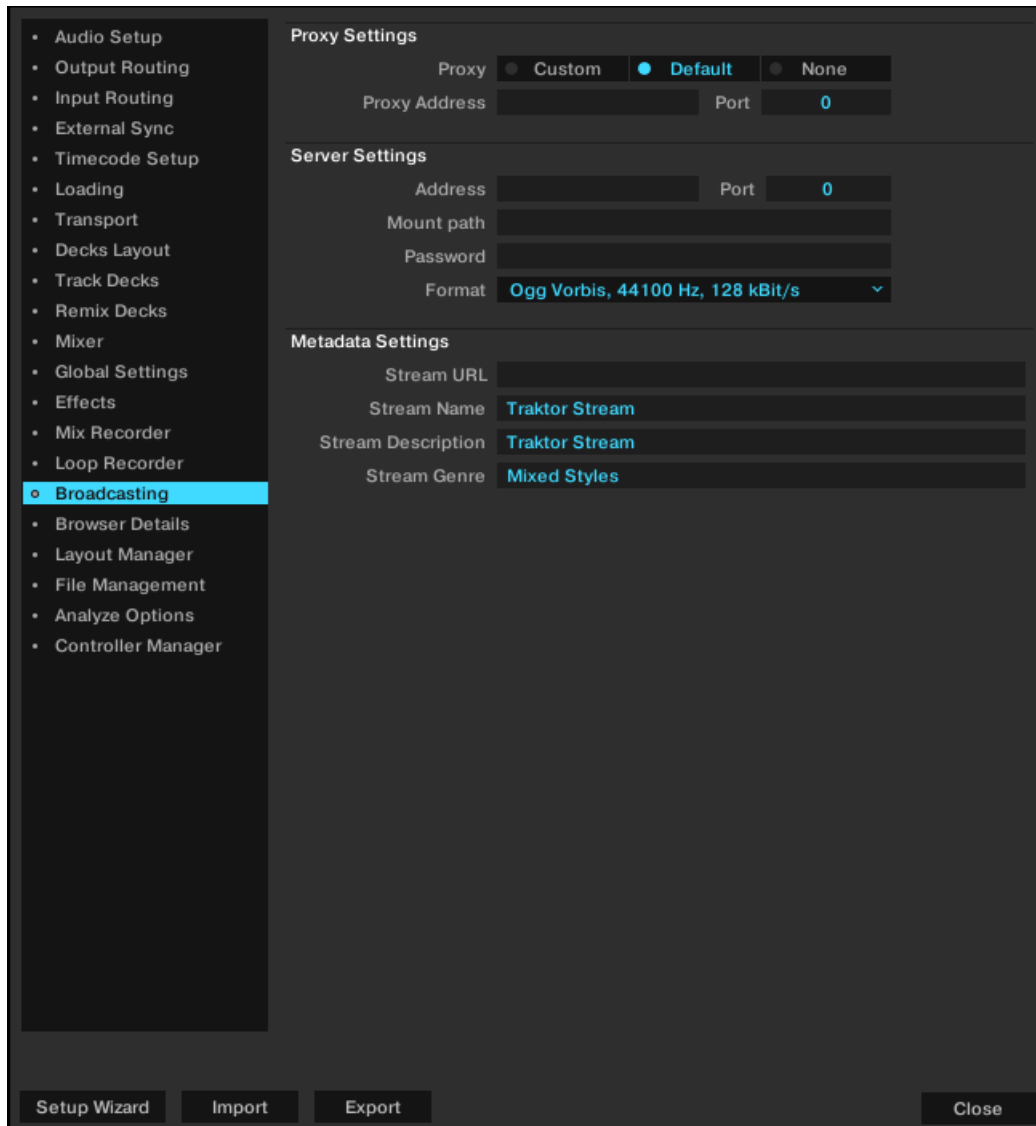 Audio Setup
Output Routing
Input Routing
External Sync
Timecode Setup
Loading
Transport
Decks Layout
Track Decks
Remix Decks
Mixer
Global Settings
Effects
Mix Recorder
Loop Recorder
Broadcasting
Browser Details
Layout Manager
File Management
Analyze Options
Controller Manager
Proxy Settings
Proxy Custom Default None
Proxy Address Port 0
Server Settings
Address Port 0
Mount path
Password
Format Ogg Vorbis, 44100 Hz, 128 kBit/s
Metadata Settings
Stream URL
Stream Name Traktor Stream
Stream Description Traktor Stream
Stream Genre Mixed Styles
Setup Wizard Import Export Close